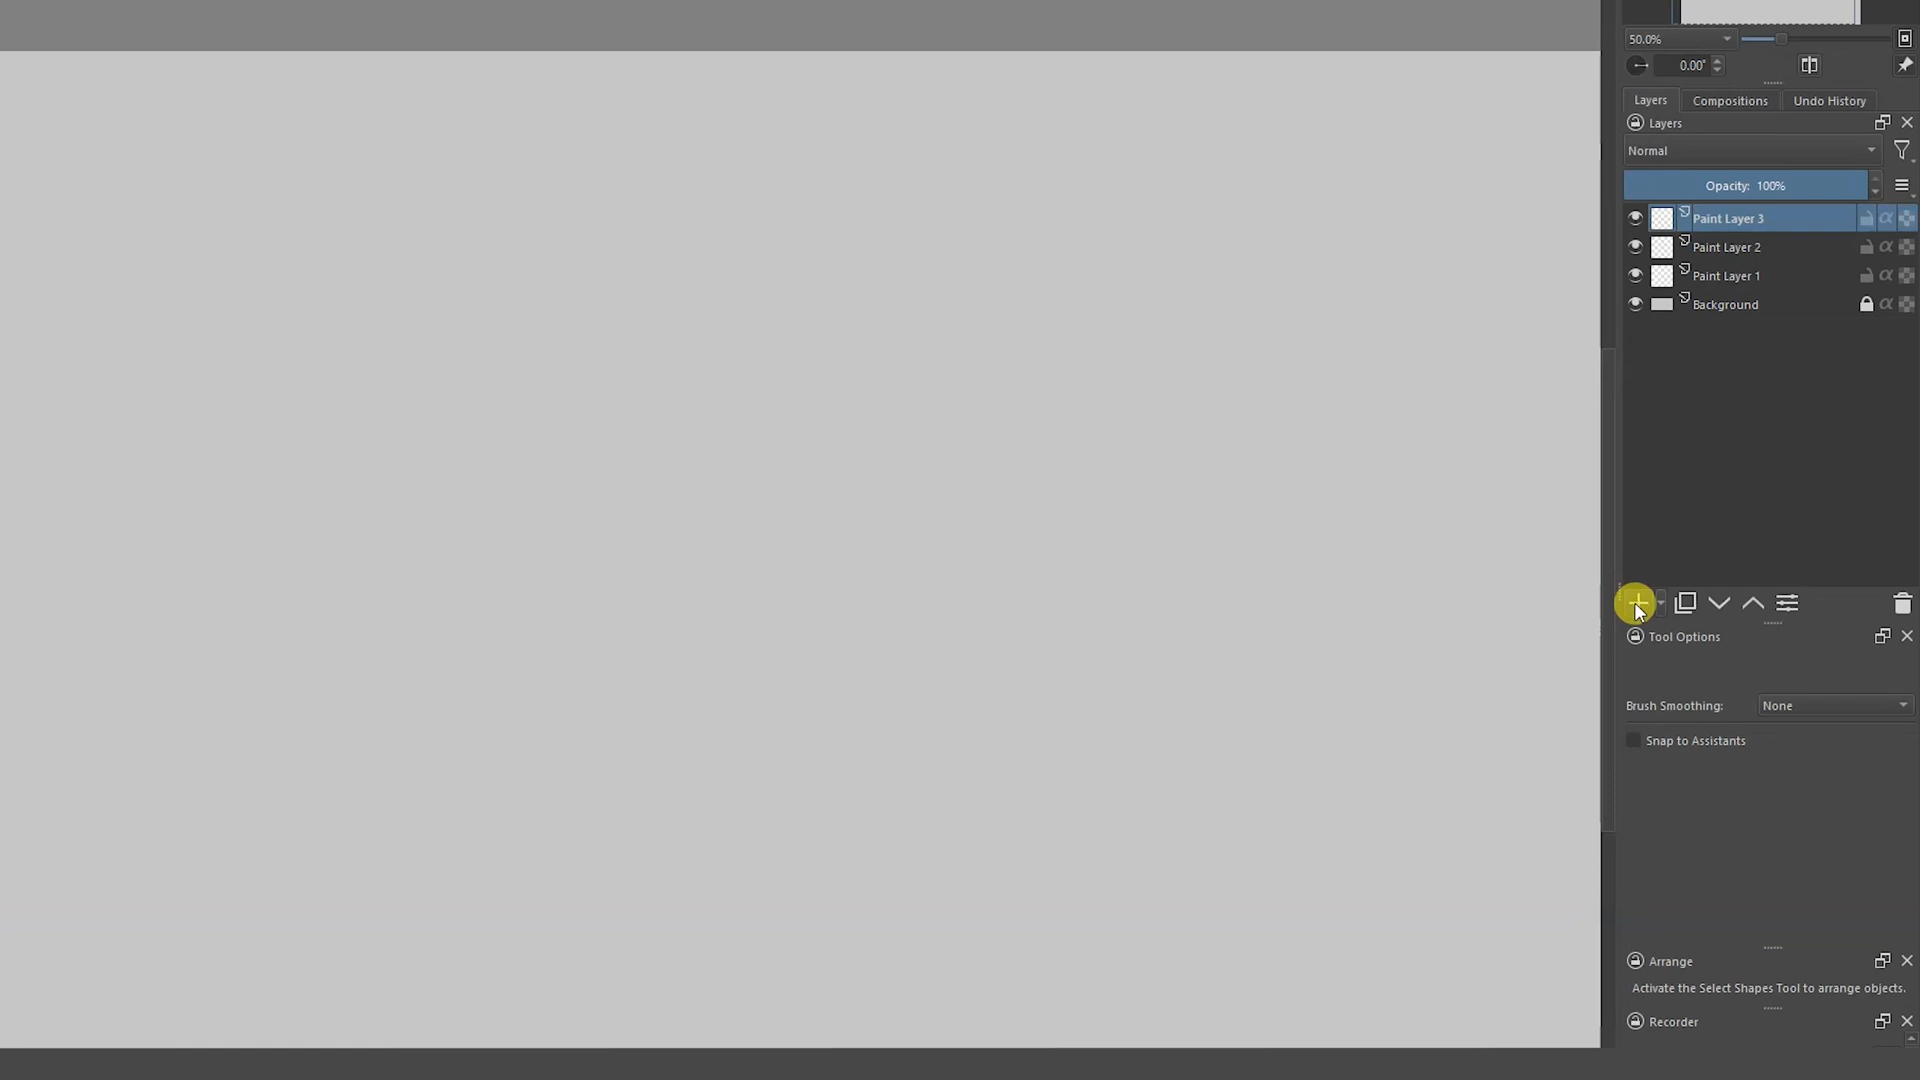 50.0%
0.00°
Layers Compositions Undo History
Layers
Normal
Opacity: 100%
Paint Layer 3
Paint Layer 2
Paint Layer 1
Background
Tool Options
Brush Smoothing: None
Snap to Assistants
Arrange
Activate the Select Shapes Tool to arrange objects.
Recorder